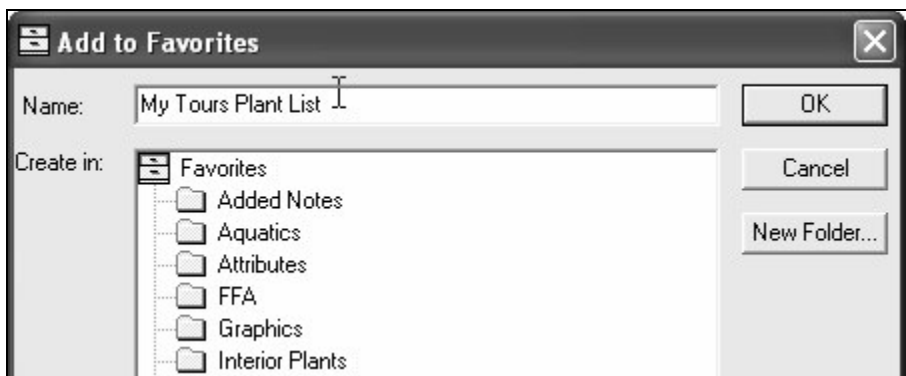 Add to Favorites
Name: My Tours Plant List OK
Create in: Favorites Cancel
Added Notes
Aquatics New Folder...
Attributes
FFA
Graphics
Interior Plants